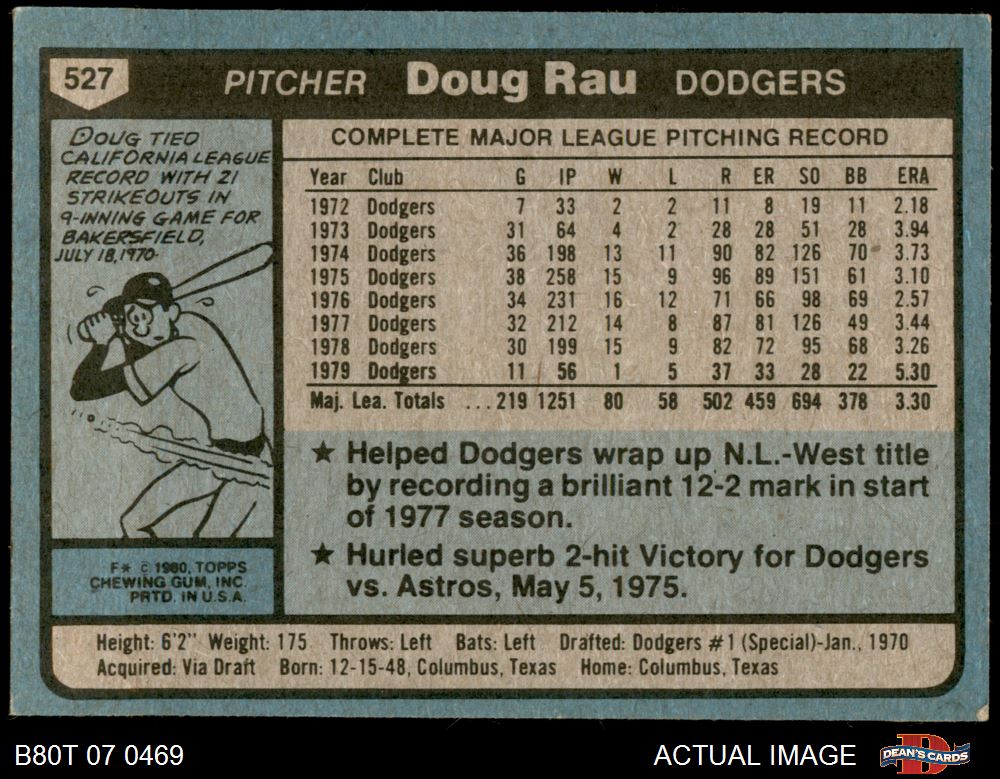 527
PITCHER Doug Rau DODGERS
DOUG TIED
CALIFORNIA LEAGUE
RECORD WITH 21
STRIKEOUTS IN
9-INNING GAME FOR
BAKERSFIELD,
JULY 18, 1970.
COMPLETE MAJOR LEAGUE PITCHING RECORD
Year Club G IP W L R ER SO BB ERA
1972 Dodgers 7 33 2 2 11 8 19 11 2.18
1973 Dodgers 31 64 4 2 28 28 51 28 3.94
1974 Dodgers 36 198 13 11 90 82 126 70 3.73
1975 Dodgers 38 258 15 9 96 89 151 61 3.10
1976 Dodgers 34 231 16 12 71 66 98 69 2.57
1977 Dodgers 32 212 14 8 87 81 126 49 3.44
1978 Dodgers 30 199 15 9 82 72 95 68 3.26
1979 Dodgers 11 56 1 5 37 33 28 22 5.30
Maj. Lea. Totals ...219 1251 80 58 502 459 694 378 3.30
★ Helped Dodgers wrap up N.L.-West title
by recording a brilliant 12-2 mark in start
of 1977 season.
★ Hurled superb 2-hit Victory for Dodgers
vs. Astros, May 5, 1975.
F* © 1980, TOPPS
CHEWING GUM, INC.
PRTD. IN U.S.A.
Height: 6'2" Weight: 175 Throws: Left Bats: Left Drafted: Dodgers #1 (Special)-Jan., 1970
Acquired: Via Draft Born: 12-15-48, Columbus, Texas Home: Columbus, Texas
B80T 07 0469
ACTUAL IMAGE
D
DEAN'S CARDS